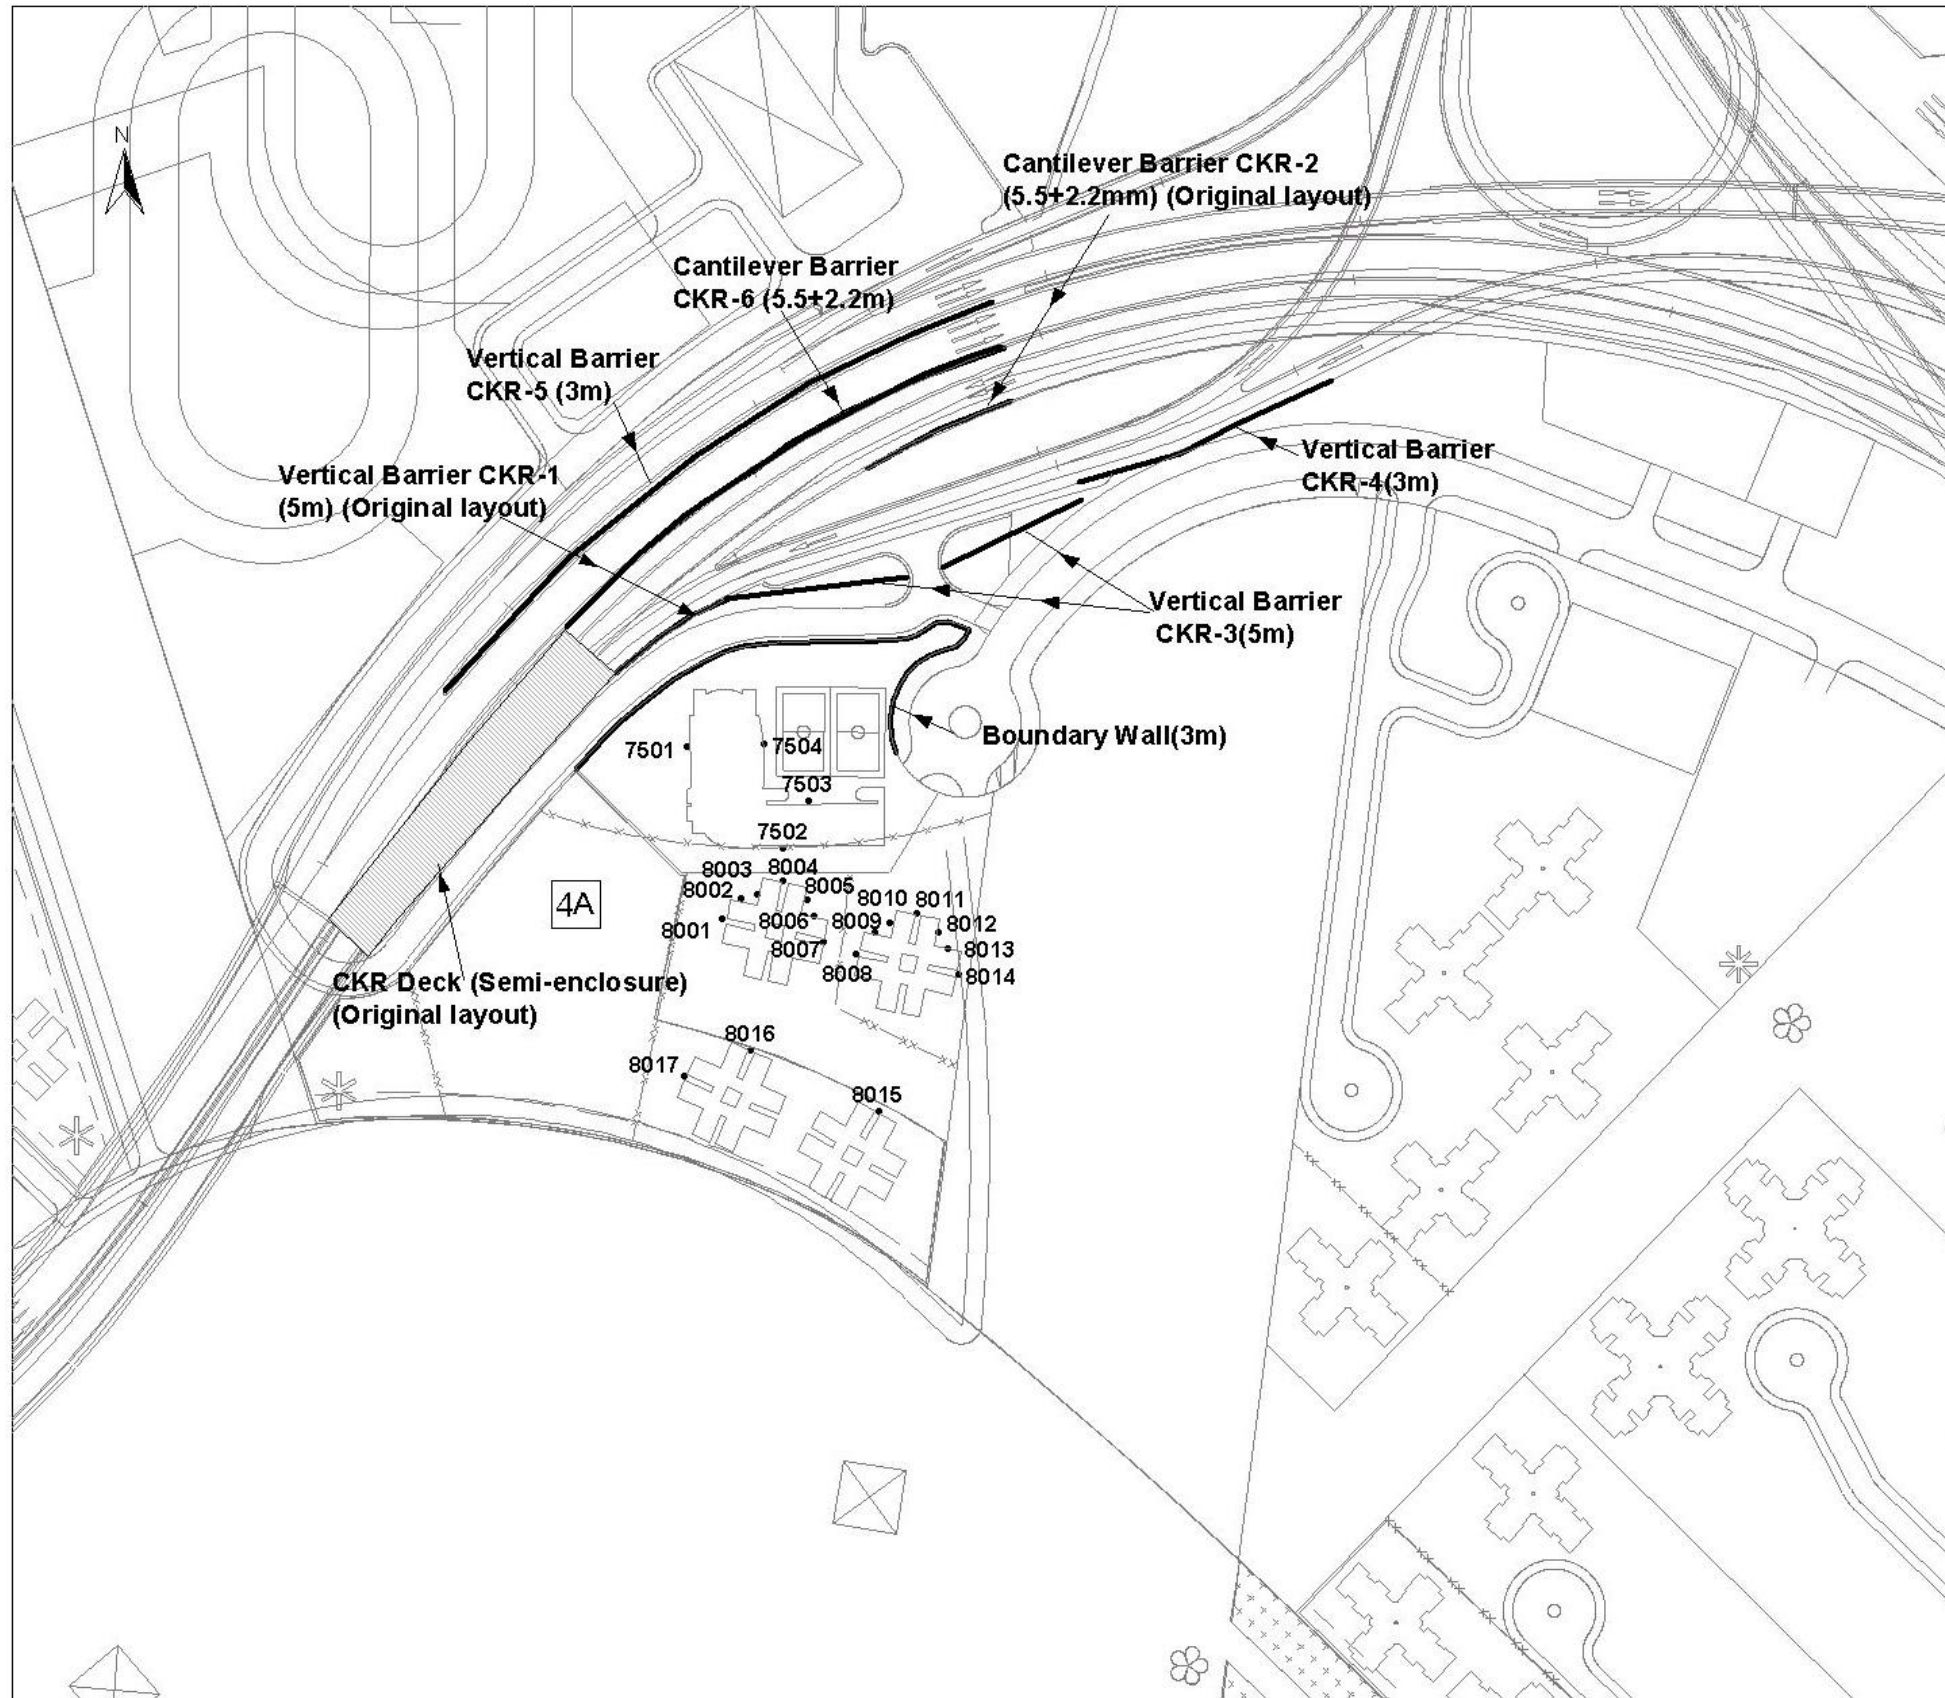 N
Cantilever Barrier CKR-2
(5.5+2.2mm) (Original layout)
Cantilever Barrier
CKR-6 (5.5+2.2m)
Vertical Barrier
CKR-5 (3m)
Vertical Barrier CKR-1
(5m) (Original layout)
Vertical Barrier
CKR-4(3m)
Vertical Barrier
CKR-3(5m)
Boundary Wall(3m)
7501
7504
7503
7502
8003
8004
8002
8005
8001
8006
8007
8009
8010
8011
8012
8013
8008
8014
4A
CKR Deck (Semi-enclosure)
(Original layout)
8016
8017
8015